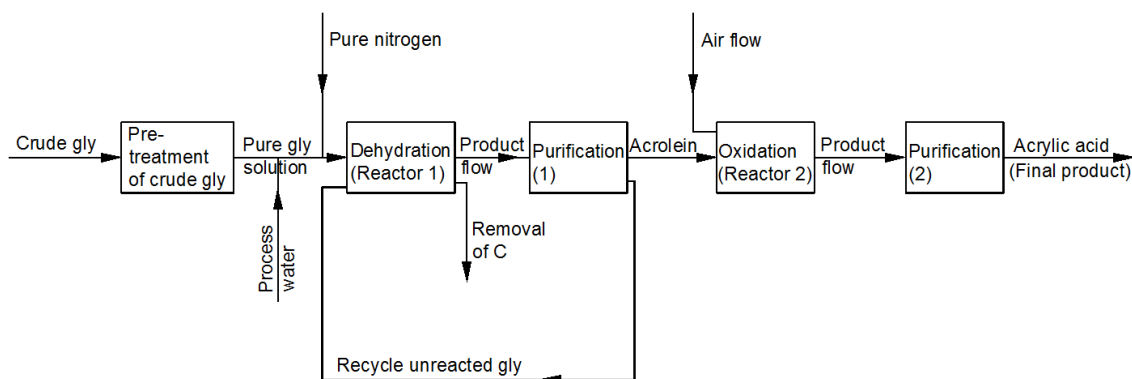 Pure nitrogen
Air flow
Crude gly
Pre-
treatment
of crude gly
Pure gly
solution
Process
water
Dehydration
(Reactor 1)
Product
flow
Removal
of C
Purification
(1)
Acrolein
Oxidation
(Reactor 2)
Product
flow
Purification
(2)
Acrylic acid
(Final product)
Recycle unreacted gly